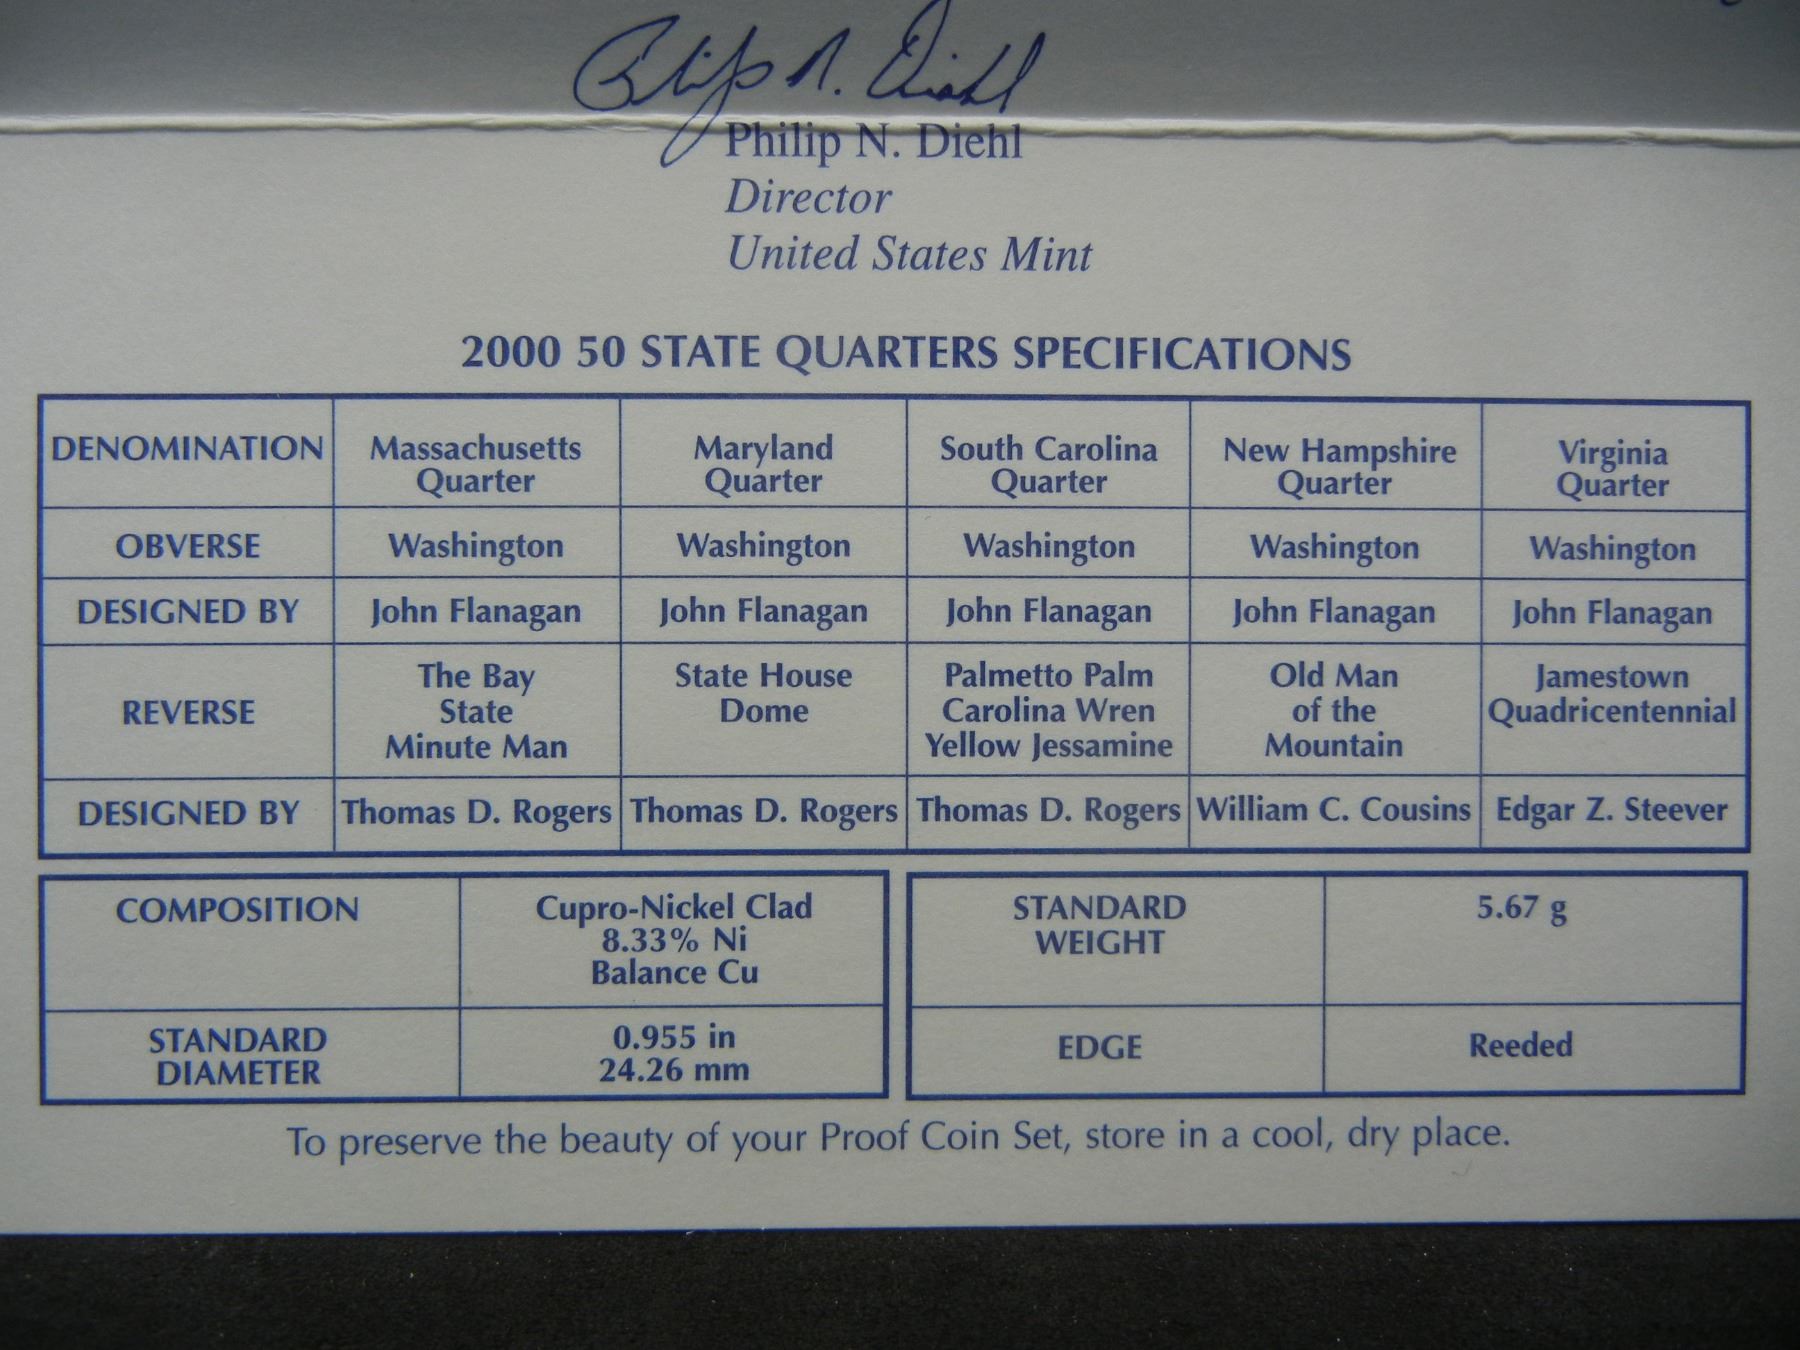 Philip N. Diehl
Philip N. Diehl
Director
United States Mint
2000 50 STATE QUARTERS SPECIFICATIONS
DENOMINATION
Massachusetts
Quarter
Maryland
Quarter
South Carolina
Quarter
New Hampshire
Quarter
Virginia
Quarter
OBVERSE
Washington
Washington
Washington
Washington
Washington
DESIGNED BY
John Flanagan
John Flanagan
John Flanagan
John Flanagan
John Flanagan
REVERSE
The Bay
State
Minute Man
State House
Dome
Palmetto Palm
Carolina Wren
Yellow Jessamine
Old Man
of the
Mountain
Jamestown
Quadricentennial
DESIGNED BY
Thomas D. Rogers
Thomas D. Rogers
Thomas D. Rogers
William C. Cousins
Edgar Z. Steever
COMPOSITION
Cupro-Nickel Clad
8.33% Ni
Balance Cu
STANDARD
DIAMETER
0.955 in
24.26 mm
STANDARD
WEIGHT
5.67 g
EDGE
Reeded
To preserve the beauty of your Proof Coin Set, store in a cool, dry place.